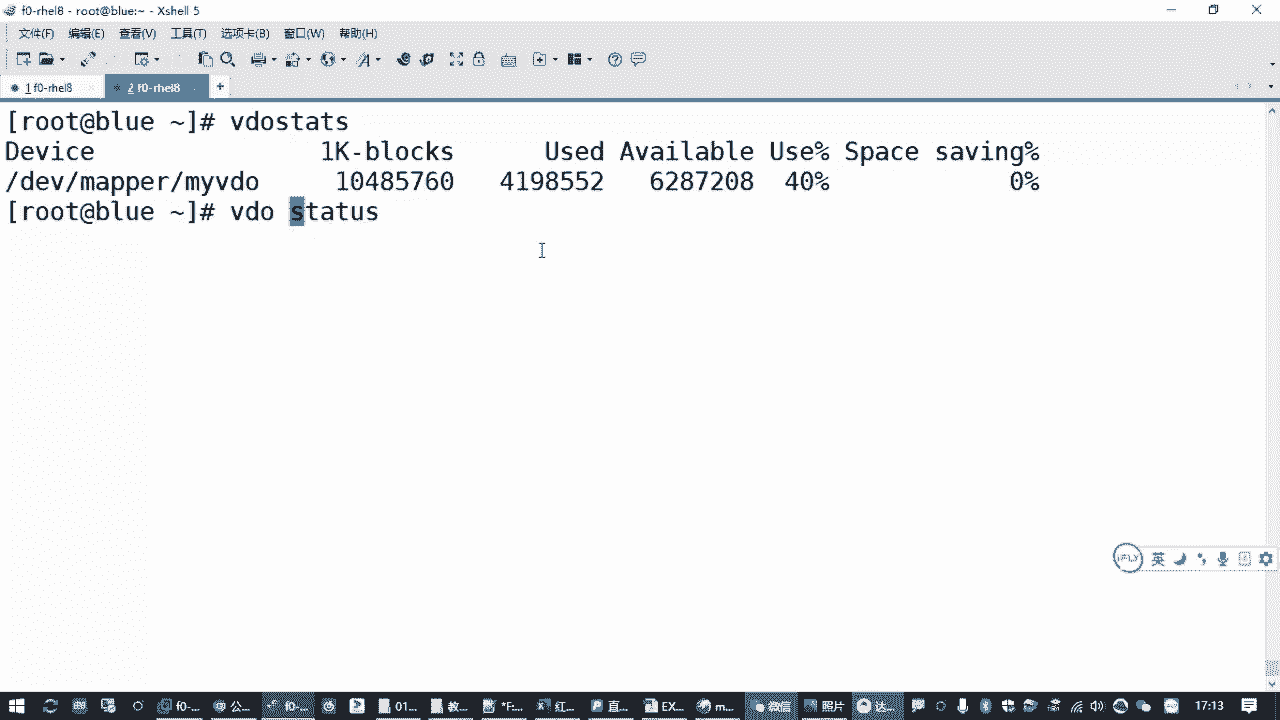 f0-rhel8 - root@blue:~ - Xshell 5
文件(F) 编辑(E) 查看(V) 工具(T) 选项卡(B) 窗口(W) 帮助(H)
1 f0-rhel8
2 f0-rhel8
[root@blue ~]# vdostats
Device 1K-blocks Used Available Use% Space saving%
/dev/mapper/myvdo 10485760 4198552 6287208 40% 0%
[root@blue ~]# vdo status
iFLY 英
f0-... 公... f0-... 01... 教... *F... 红... 直... EX... m... 微信 照片 达... 17:13